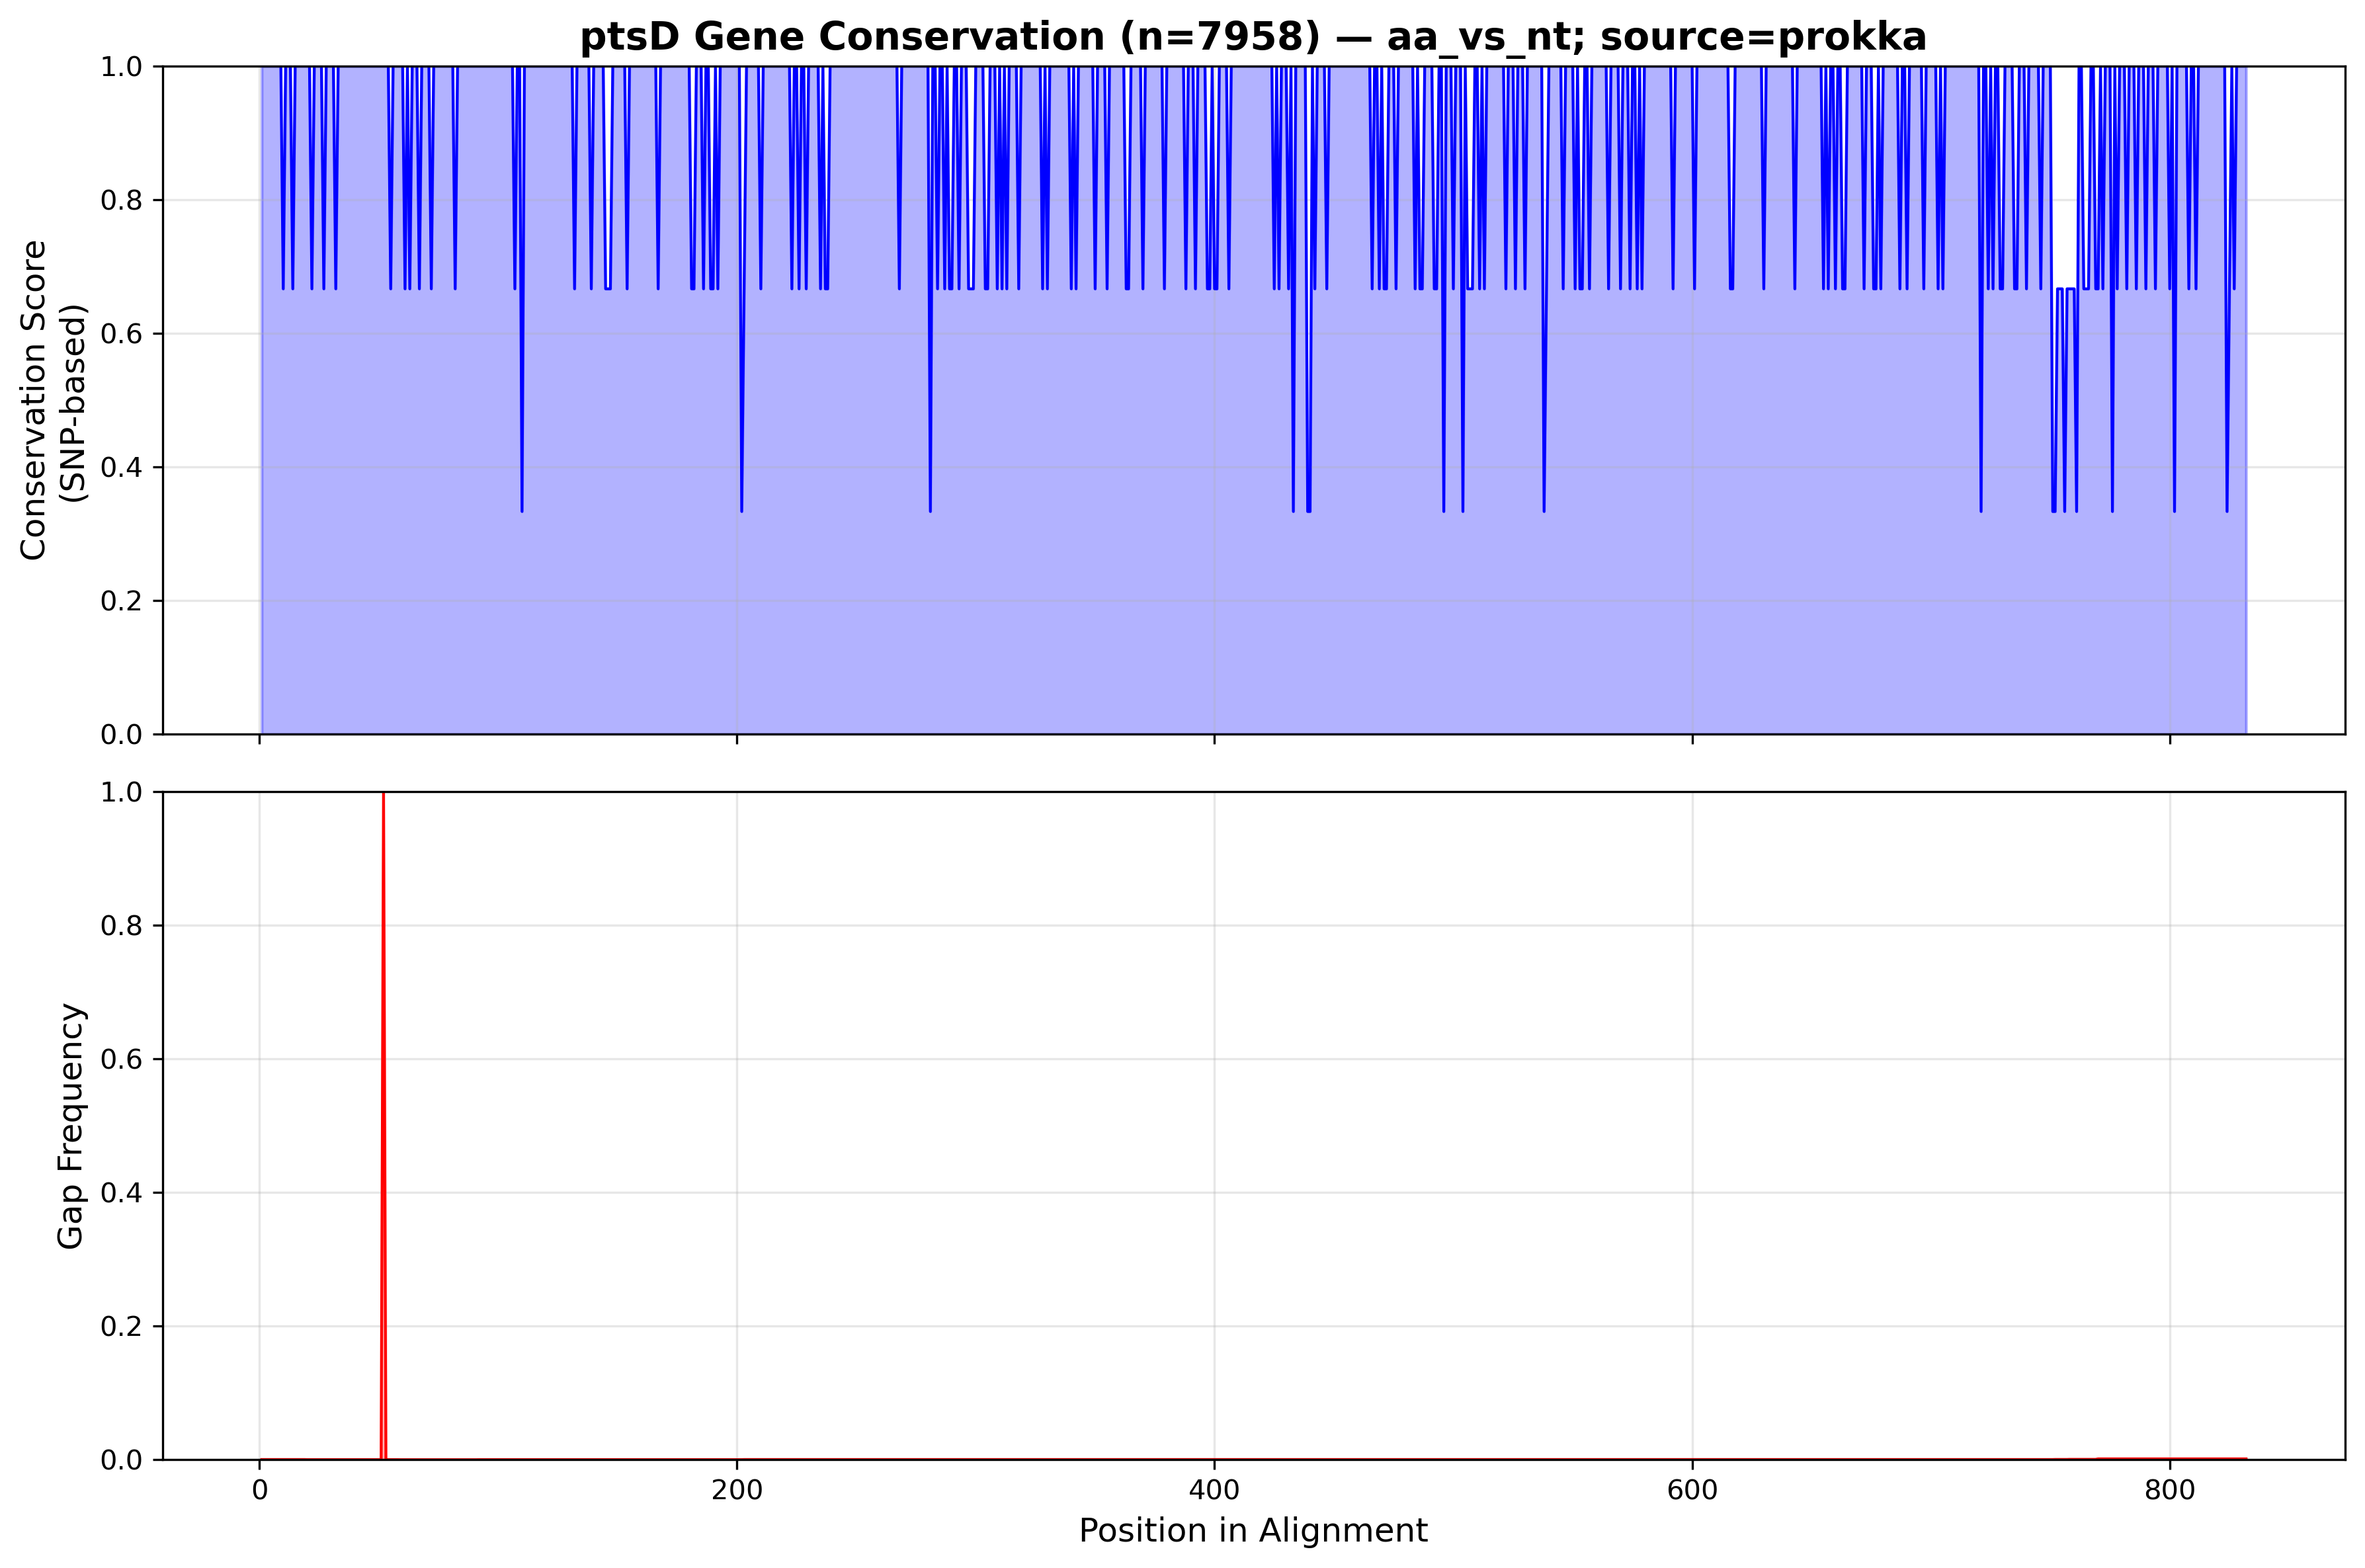 ptsD Gene Conservation (n=7958) — aa_vs_nt; source=prokka
Conservation Score
(SNP-based)
1.0
0.8
0.6
0.4
0.2
0.0
Gap Frequency
1.0
0.8
0.6
0.4
0.2
0.0
0 200 400 600 800
Position in Alignment